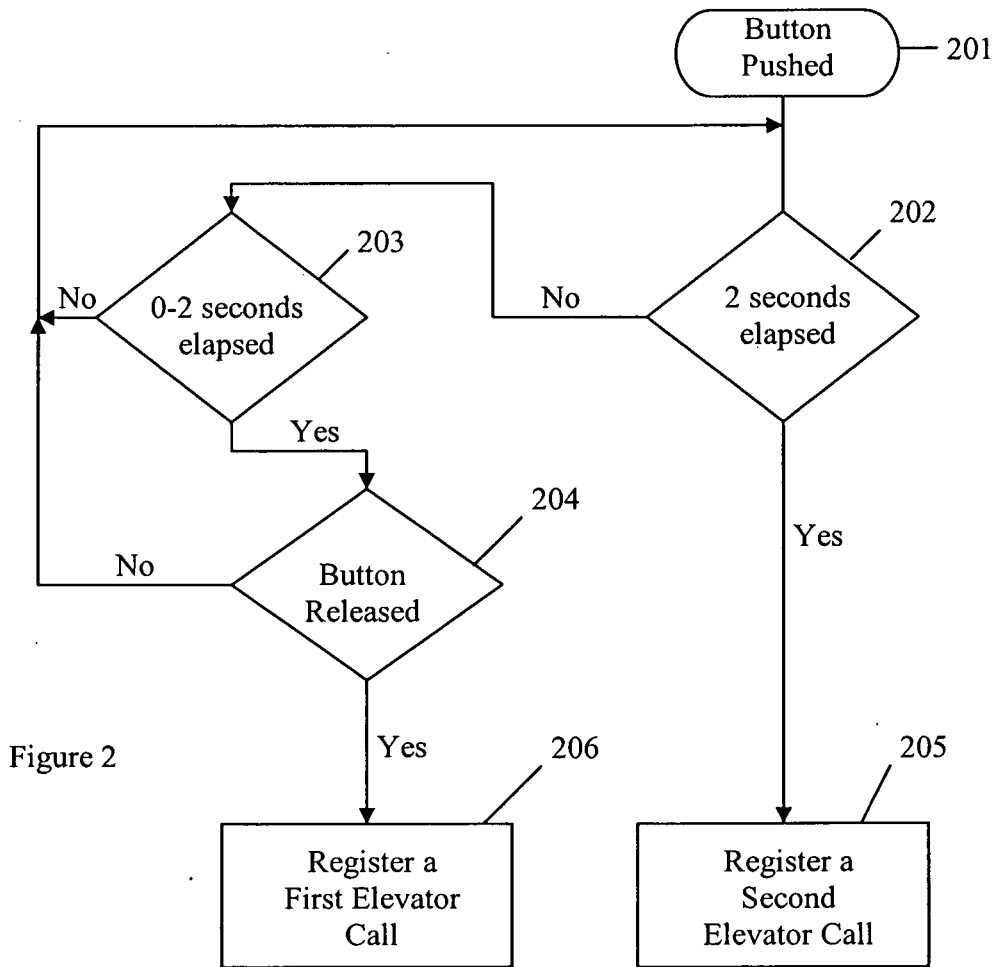 Button
Pushed
201
202
203
No
0-2 seconds
elapsed
No
2 seconds
elapsed
Yes
204
No
Button
Released
Yes
Figure 2
Yes
206
205
Register a
First Elevator
Call
Register a
Second
Elevator Call